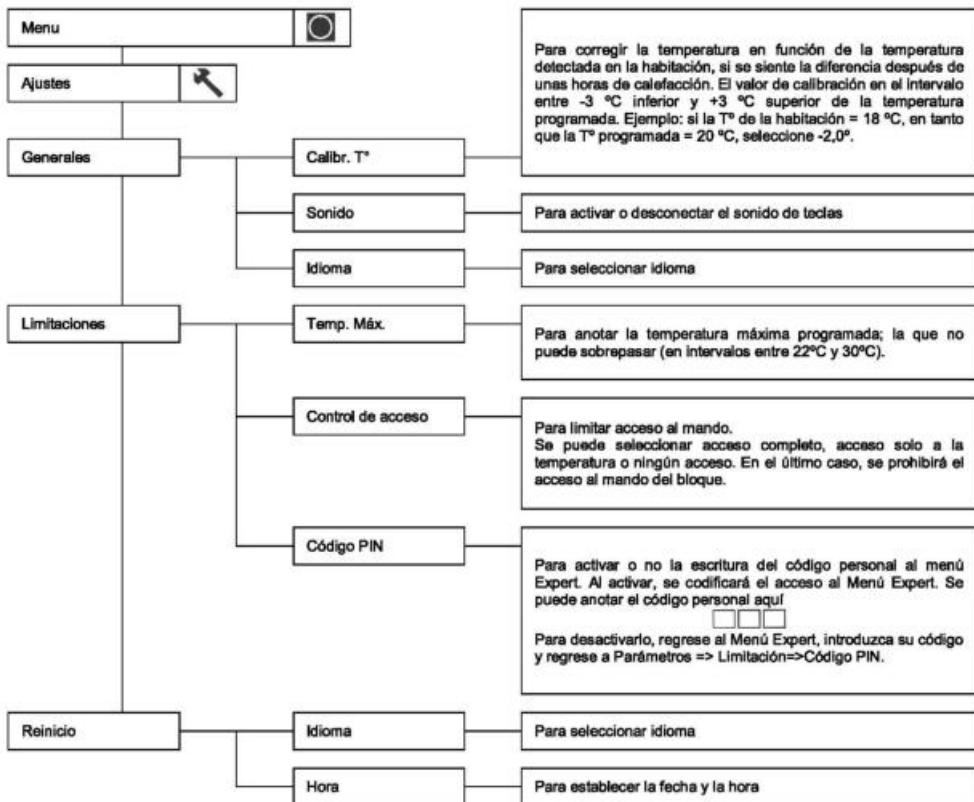 Menu
Ajustes
Generales
Calibr. T°
Para corregir la temperatura en función de la temperatura
detectada en la habitación, si se siente la diferencia después de
unas horas de calefacción. El valor de calibración en el intervalo
entre -3 ºC inferior y +3 ºC superior de la temperatura
programada. Ejemplo: si la Tº de la habitación = 18 ºC, en tanto
que la Tº programada = 20 ºC, seleccione -2,0º.
Sonido
Para activar o desconectar el sonido de teclas
Idioma
Para seleccionar idioma
Limitaciones
Temp. Máx.
Para anotar la temperatura máxima programada; la que no
puede sobrepasar (en intervalos entre 22ºC y 30ºC).
Control de acceso
Para limitar acceso al mando.
Se puede seleccionar acceso completo, acceso solo a la
temperatura o ningún acceso. En el último caso, se prohibirá el
acceso al mando del bloque.
Código PIN
Para activar o no la escritura del código personal al menú
Expert. Al activar, se codificará el acceso al Menú Expert. Se
puede anotar el código personal aquí
Para desactivarlo, regrese al Menú Expert, introduzca su código
y regrese a Parámetros => Limitación=>Código PIN.
Reinicio
Idioma
Para seleccionar idioma
Hora
Para establecer la fecha y la hora